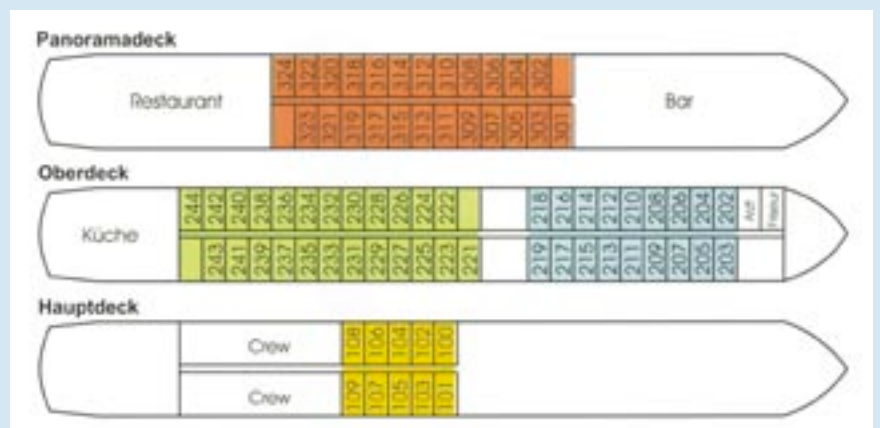 Panoramadeck
324 322 320 318 316 314 312 310 308 306 304 302
Restaurant Bar
323 321 319 317 315 313 311 309 307 305 303 301
Oberdeck
244 242 240 238 236 234 232 230 228 226 224 222 218 216 214 212 210 208 206 204 202 Arzt Friseur
Küche
243 241 239 237 235 233 231 229 227 225 223 221 219 217 215 213 211 209 207 205 203
Hauptdeck
Crew 108 106 104 102 100
Crew 109 107 105 103 101